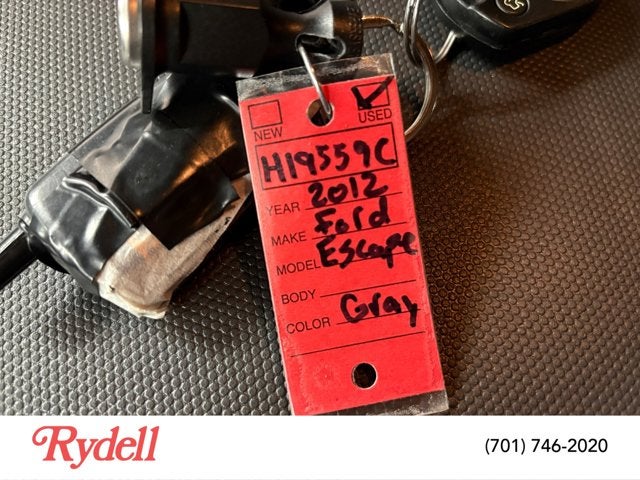 NEW USED
H19559C
YEAR 2012
MAKE Ford
MODEL Escape
BODY
COLOR Gray
Rydell
(701) 746-2020